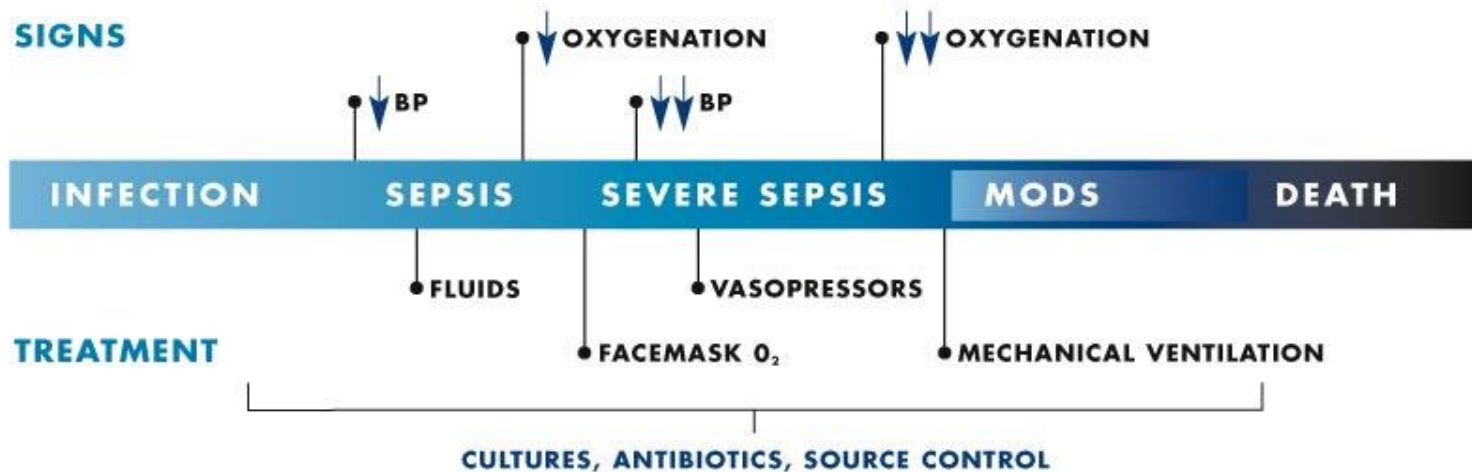 SIGNS
OXYGENATION
OXYGENATION
BP
BP
INFECTION SEPSIS SEVERE SEPSIS MODS DEATH
FLUIDS
VASOPRESSORS
TREATMENT
FACEMASK O₂
MECHANICAL VENTILATION
CULTURES, ANTIBIOTICS, SOURCE CONTROL